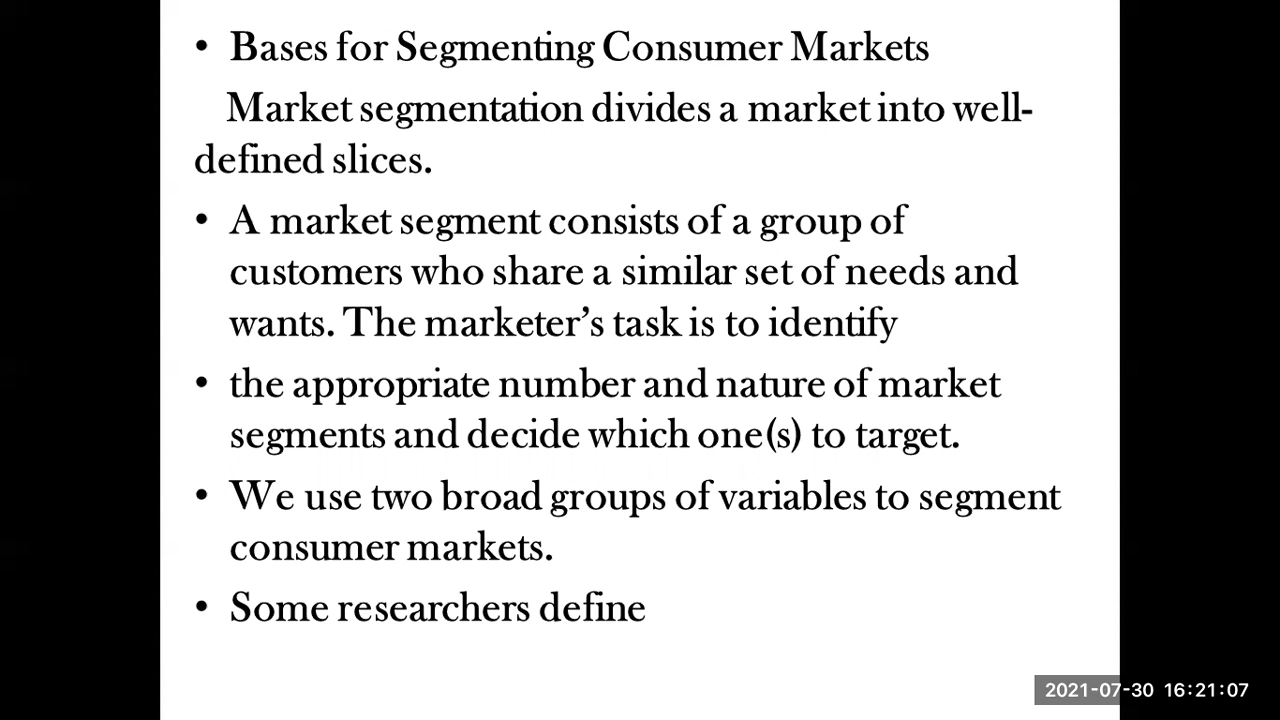 • Bases for Segmenting Consumer Markets
Market segmentation divides a market into well-
defined slices.
• A market segment consists of a group of
customers who share a similar set of needs and
wants. The marketer’s task is to identify
• the appropriate number and nature of market
segments and decide which one(s) to target.
• We use two broad groups of variables to segment
consumer markets.
• Some researchers define
2021-07-30 16:21:07